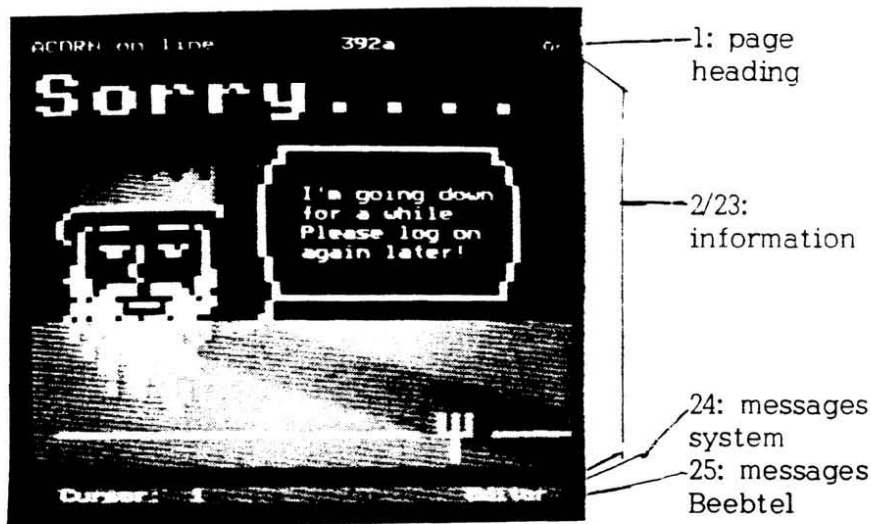 ACORN on line 392a
Sorry....
I'm going down
for a while
Please log on
again later!
Cursor: 1 Editor
1: page
heading
2/23:
information
24: messages
system
25: messages
Beebtel